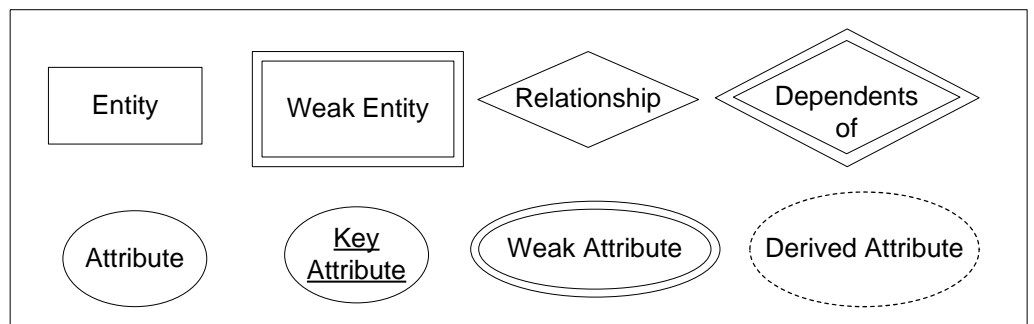 Entity
Weak Entity
Relationship
Dependents
of
Attribute
Key
Attribute
Weak Attribute
Derived Attribute